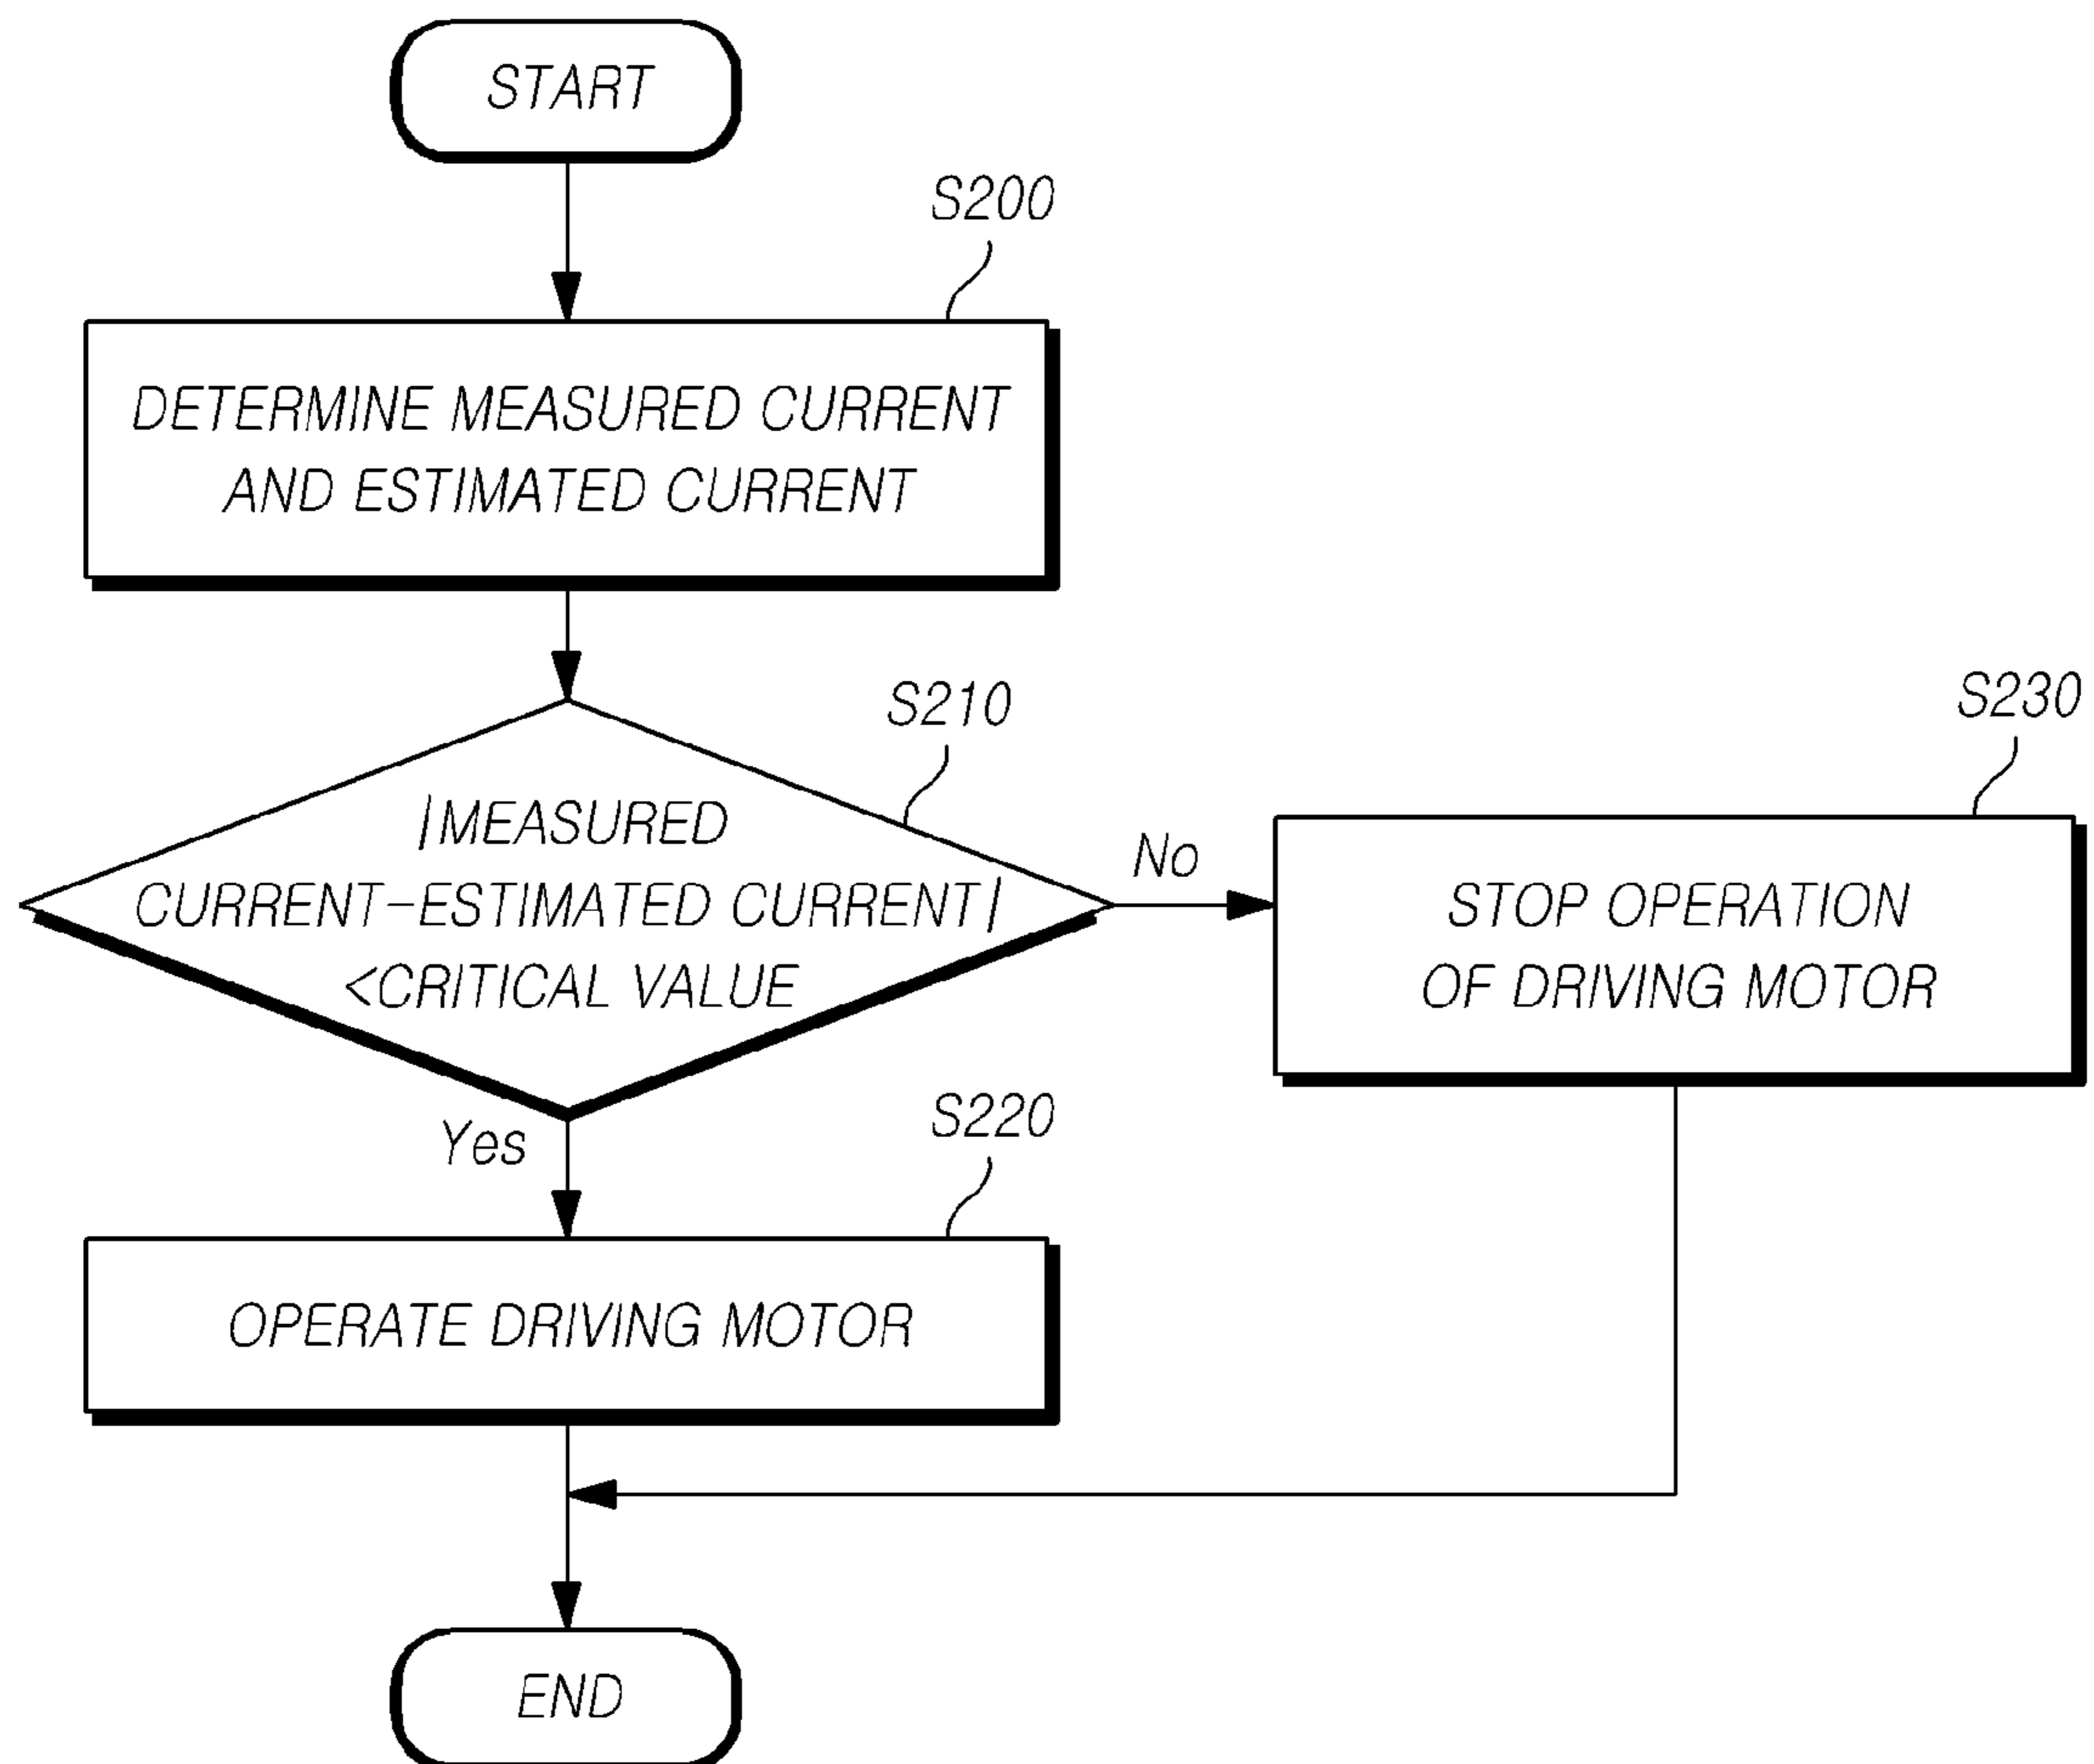 START
S200
DETERMINE MEASURED CURRENT
AND ESTIMATED CURRENT
S210
|MEASURED
CURRENT-ESTIMATED CURRENT|
<CRITICAL VALUE
No
S230
STOP OPERATION
OF DRIVING MOTOR
Yes
S220
OPERATE DRIVING MOTOR
END